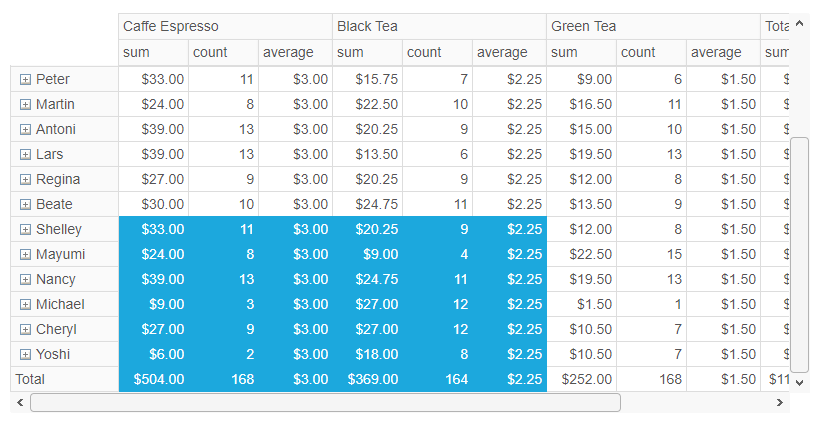 Caffe Espresso Black Tea Green Tea
sum count average sum count average sum count average sum
Peter $33.00 11 $3.00 $15.75 7 $2.25 $9.00 6 $1.50 $
Martin $24.00 8 $3.00 $22.50 10 $2.25 $16.50 11 $1.50 $
Antoni $39.00 13 $3.00 $20.25 9 $2.25 $15.00 10 $1.50 $
Lars $39.00 13 $3.00 $13.50 6 $2.25 $19.50 13 $1.50 $
Regina $27.00 9 $3.00 $20.25 9 $2.25 $12.00 8 $1.50 $
Beate $30.00 10 $3.00 $24.75 11 $2.25 $13.50 9 $1.50 $
Shelley $33.00 11 $3.00 $20.25 9 $2.25 $12.00 8 $1.50 $
Mayumi $24.00 8 $3.00 $9.00 4 $2.25 $22.50 15 $1.50 $
Nancy $39.00 13 $3.00 $24.75 11 $2.25 $19.50 13 $1.50 $
Michael $9.00 3 $3.00 $27.00 12 $2.25 $1.50 1 $1.50 $
Cheryl $27.00 9 $3.00 $27.00 12 $2.25 $10.50 7 $1.50 $
Yoshi $6.00 2 $3.00 $18.00 8 $2.25 $10.50 7 $1.50 $
Total $504.00 168 $3.00 $369.00 164 $2.25 $252.00 168 $1.50 $11